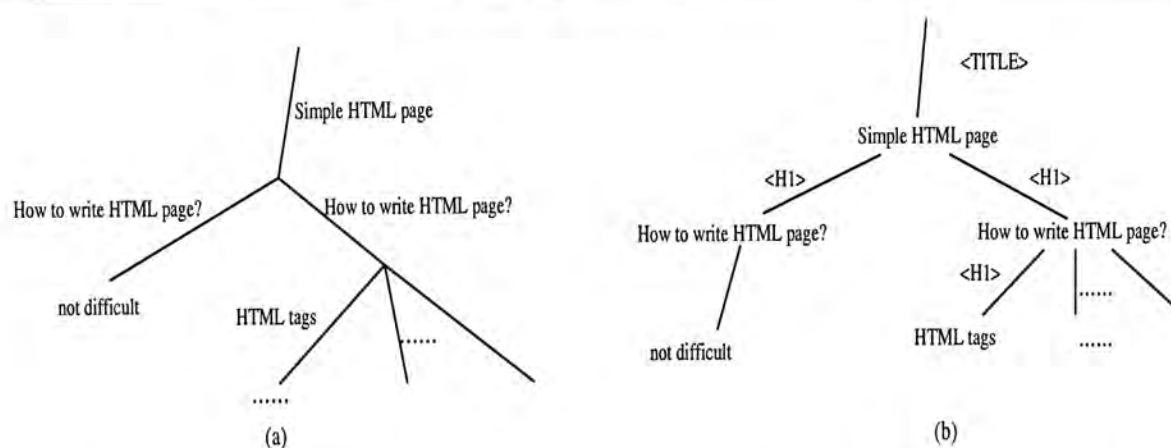 Simple HTML page
How to write HTML page?
How to write HTML page?
not difficult
HTML tags
......
......
(a)
<TITLE>
Simple HTML page
<H1>
<H1>
How to write HTML page?
How to write HTML page?
<H1>
......
not difficult
HTML tags
......
(b)